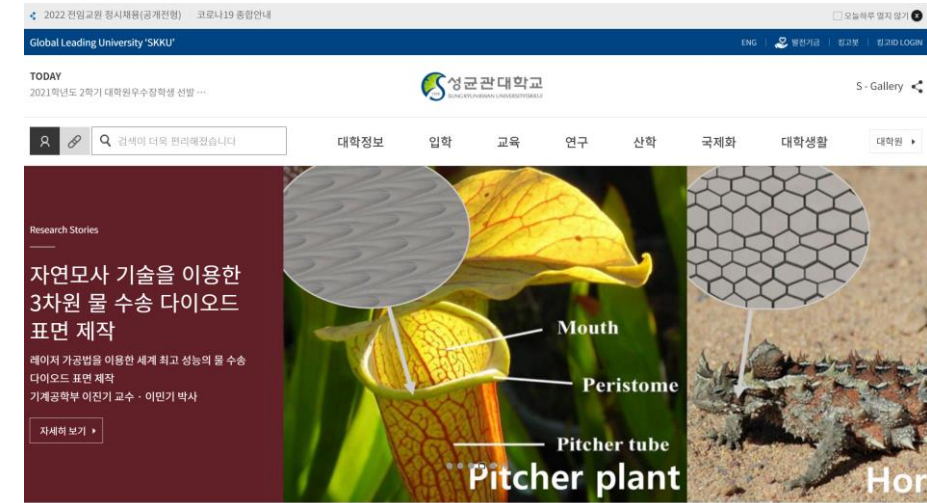 2022 전임교원 정시채용(공개전형) 코로나19 종합안내
오늘하루 열지 않기 X
Global Leading University 'SKKU'
ENG 발전기금 킹고봇 킹고ID LOGIN
TODAY
2021학년도 2학기 대학원우수장학생 선발 ···
성균관대학교
SUNGKYUNKWAN UNIVERSITY(SKKU)
S - Gallery
검색이 더욱 편리해졌습니다
대학정보 입학 교육 연구 산학 국제화 대학생활 대학원
Research Stories
자연모사 기술을 이용한
3차원 물 수송 다이오드
표면 제작
레이저 가공법을 이용한 세계 최고 성능의 물 수송
다이오드 표면 제작
기계공학부 이진기 교수 · 이민기 박사
자세히 보기
Mouth
Peristome
Pitcher tube
Pitcher plant
Hor